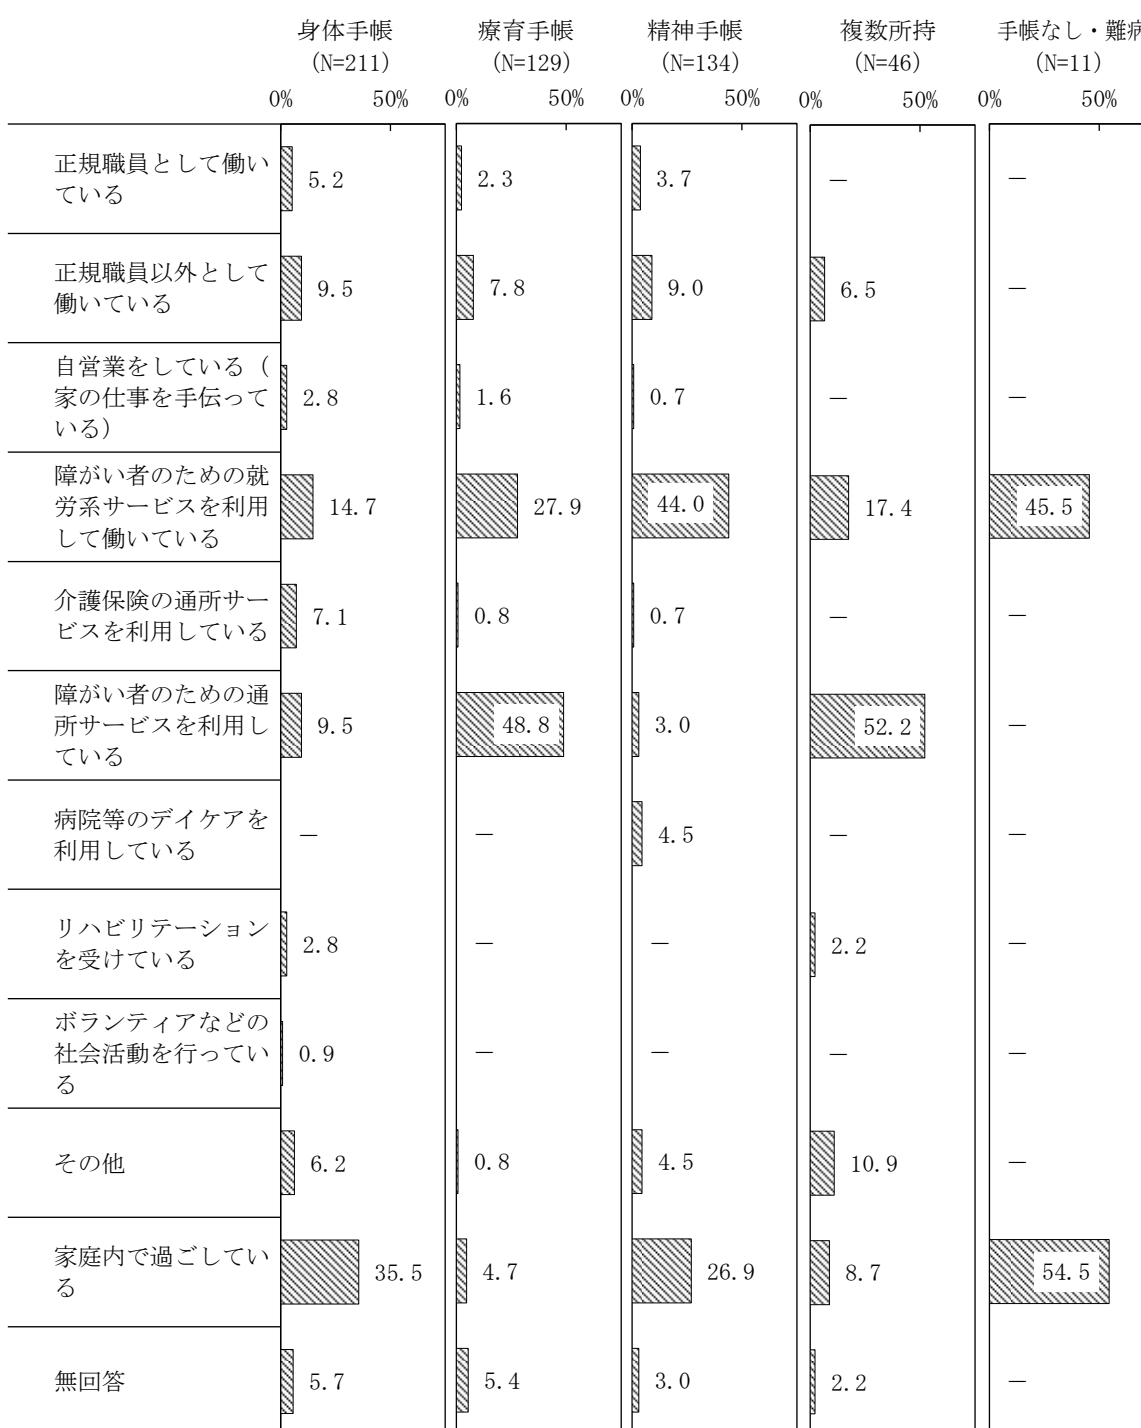 身体手帳 療育手帳 精神手帳 複数所持 手帳なし・難病
(N=211) (N=129) (N=134) (N=46) (N=11)
0% 50% 0% 50% 0% 50% 0% 50% 0% 50%
正規職員として働い
ている
5.2 2.3 3.7 — —
正規職員以外として
働いている
9.5 7.8 9.0 6.5 —
自営業をしている（
家の仕事を手伝って
いる）
2.8 1.6 0.7 — —
障がい者のための就
労系サービスを利用
して働いている
14.7 27.9 44.0 17.4 45.5
介護保険の通所サー
ビスを利用している
7.1 0.8 0.7 — —
障がい者のための通
所サービスを利用し
ている
9.5 48.8 3.0 52.2 —
病院等のデイケアを
利用している
— — 4.5 — —
リハビリテーション
を受けている
2.8 — — 2.2 —
ボランティアなどの
社会活動を行ってい
る
0.9 — — — —
その他
6.2 0.8 4.5 10.9 —
家庭内で過ごしてい
る
35.5 4.7 26.9 8.7 54.5
無回答
5.7 5.4 3.0 2.2 —